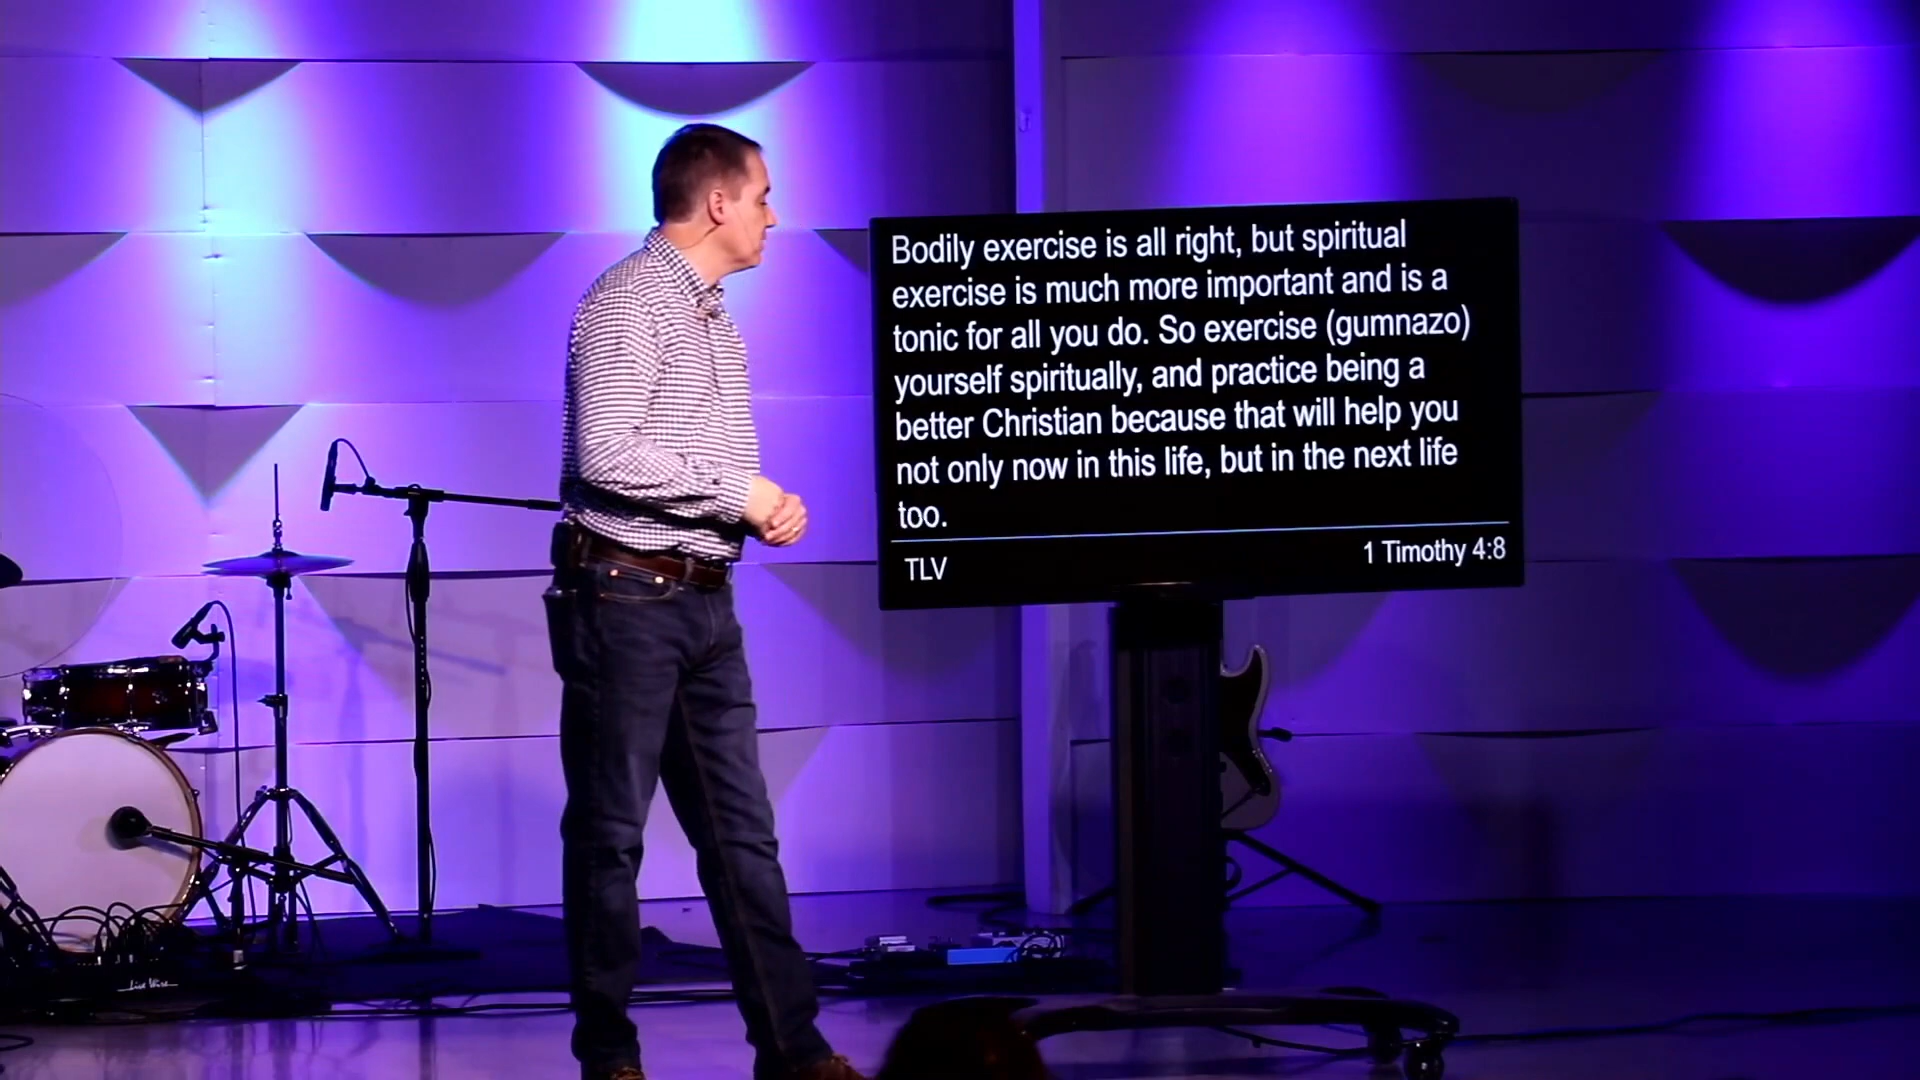 Bodily exercise is all right, but spiritual
exercise is much more important and is a
tonic for all you do. So exercise (gumnazo)
yourself spiritually, and practice being a
better Christian because that will help you
not only now in this life, but in the next life
too.
TLV
1 Timothy 4:8
Live Wire